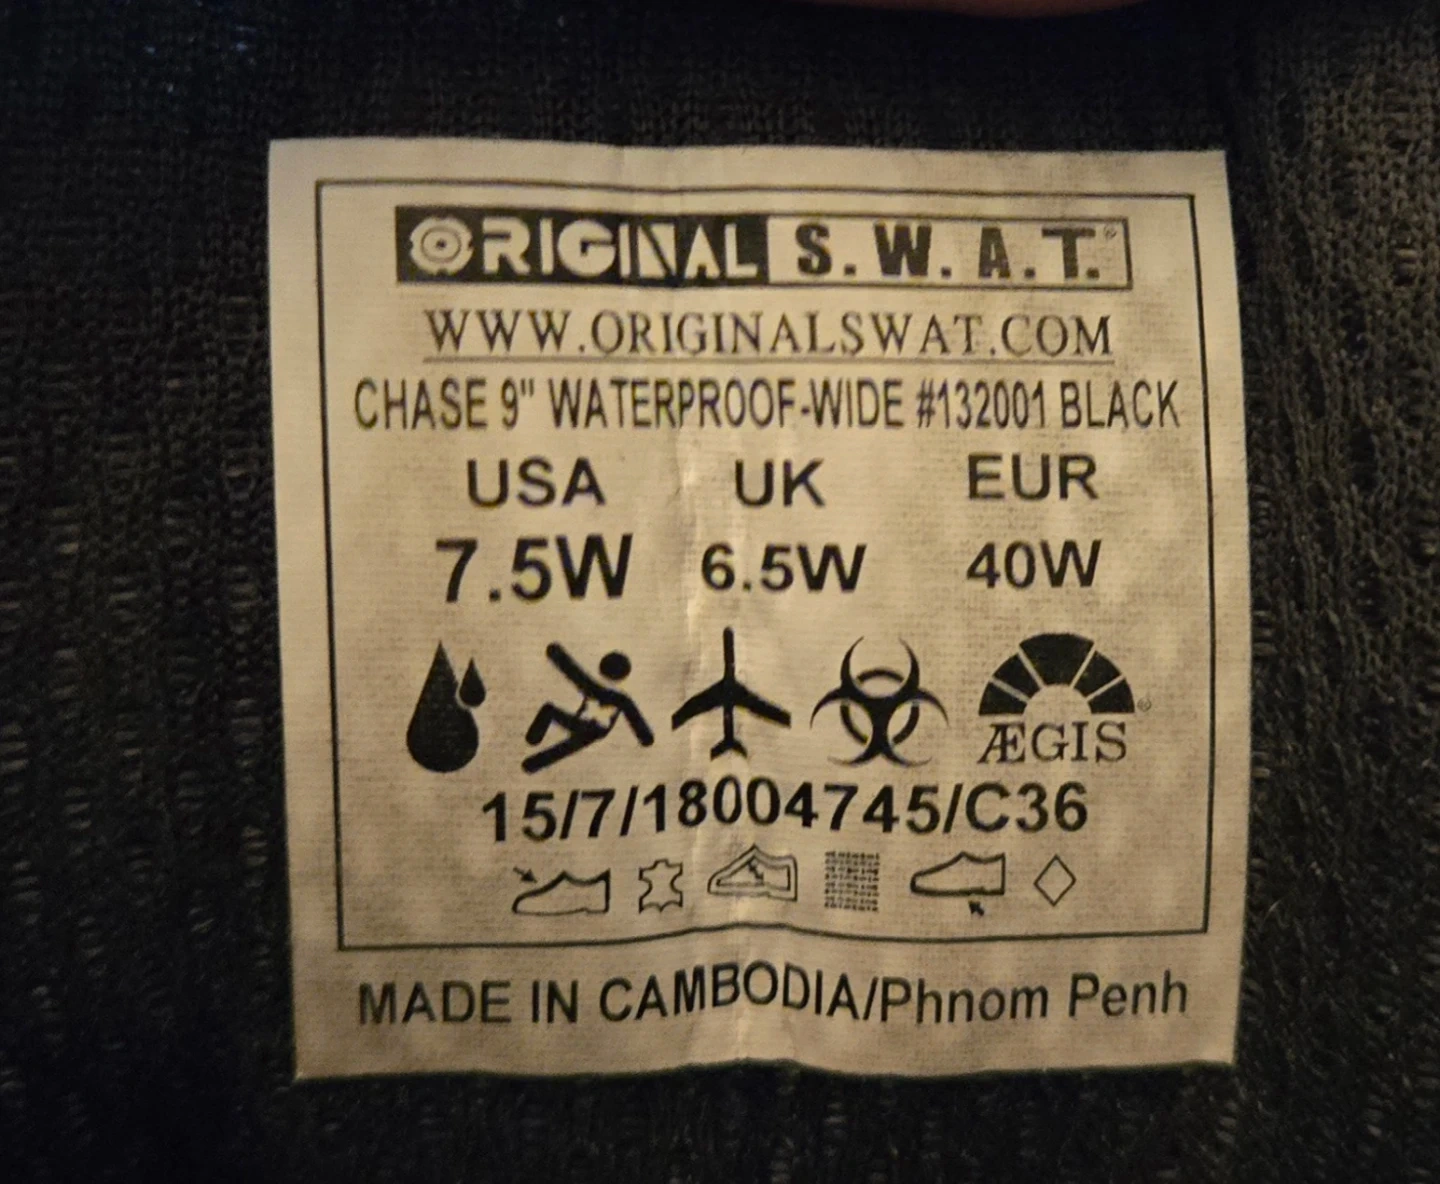 ORIGINAL S.W.A.T.®
WWW.ORIGINALSWAT.COM
CHASE 9" WATERPROOF-WIDE #132001 BLACK
USA UK EUR
7.5W 6.5W 40W
ÆGIS®
15/7/18004745/C36
MADE IN CAMBODIA/Phnom Penh